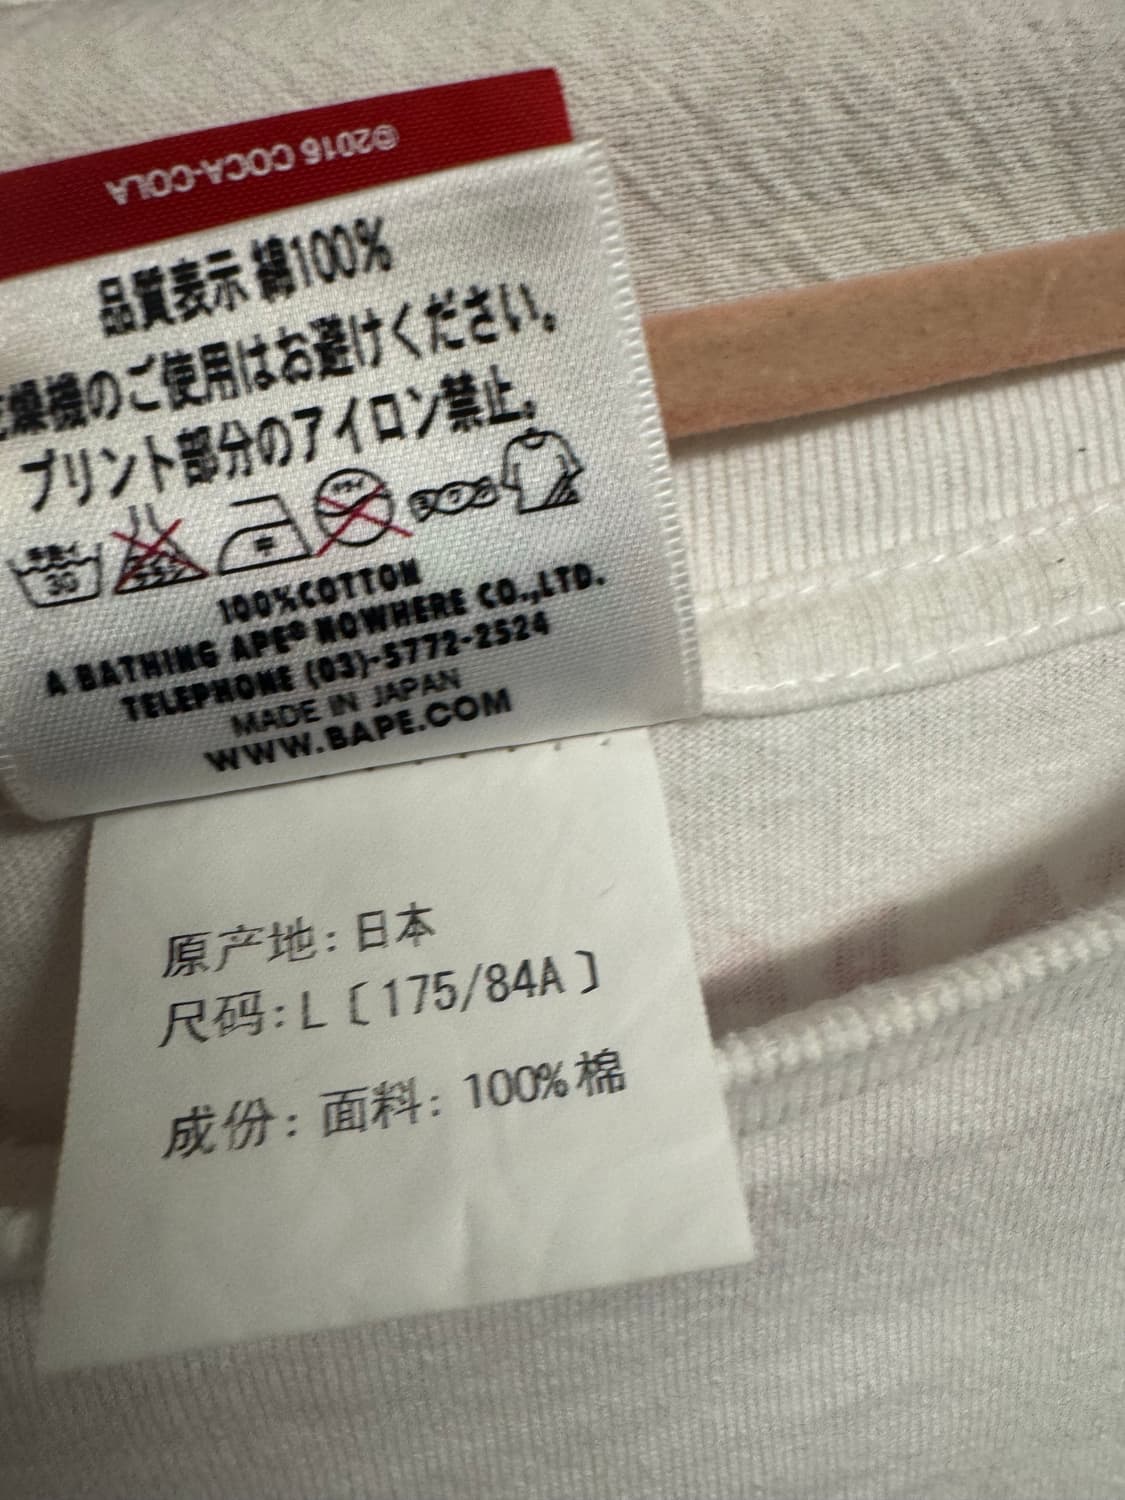 ©2016 COCA-COLA
品質表示 綿100%
乾燥機のご使用はお避けください。
プリント部分のアイロン禁止。
30
100%COTTON
A BATHING APE® NOWHERE CO.,LTD.
TELEPHONE (03)-5772-2524
MADE IN JAPAN
WWW.BAPE.COM
原产地: 日本
尺码: L〔175/84A〕
成份: 面料: 100%棉